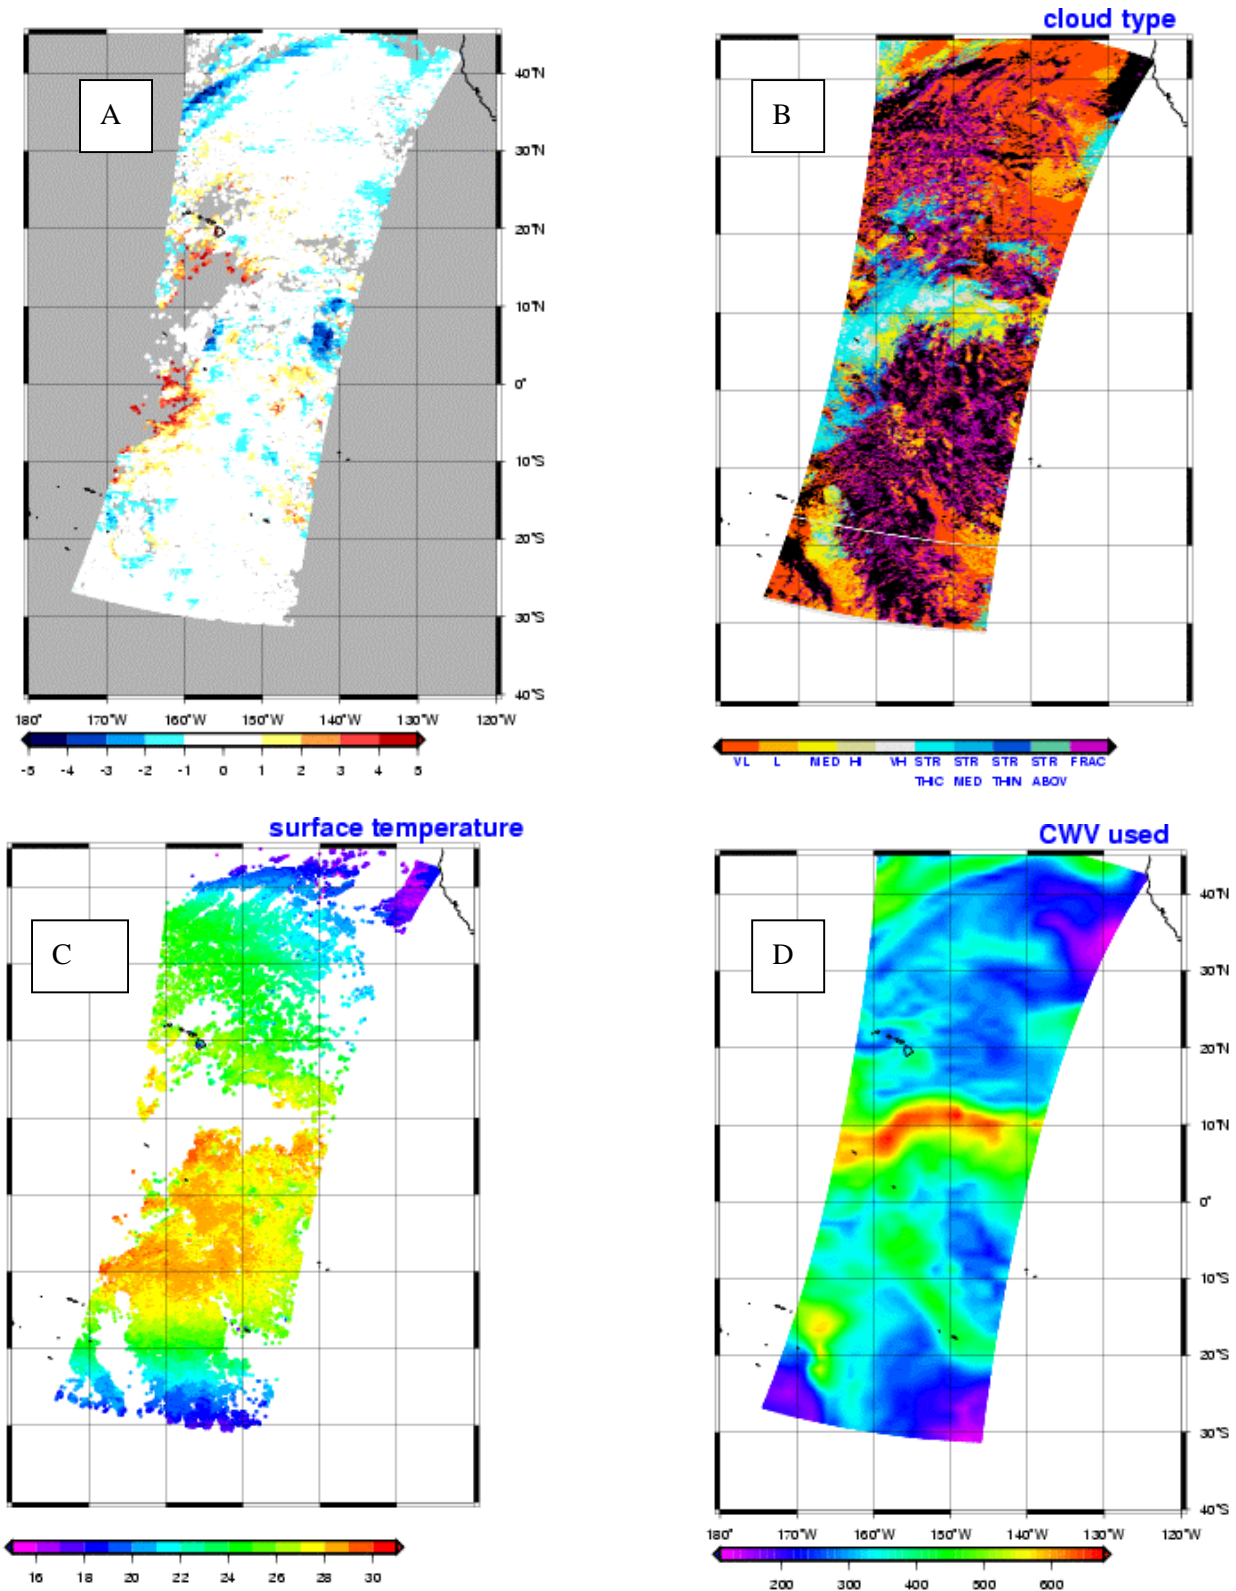 cloud type
A
B
40°N
30°N
20°N
10°N
0°
10°S
20°S
30°S
40°S
180° 170°W 160°W 150°W 140°W 130°W 120°W
-5 -4 -3 -2 -1 0 1 2 3 4 5
VL L MED HI VH STR STR STR STR FRAC
THIC MED THIN ABOV
surface temperature
CWV used
C
D
40°N
30°N
20°N
10°N
0°
10°S
20°S
30°S
40°S
180° 170°W 160°W 150°W 140°W 130°W 120°W
16 18 20 22 24 26 28 30
200 300 400 500 600